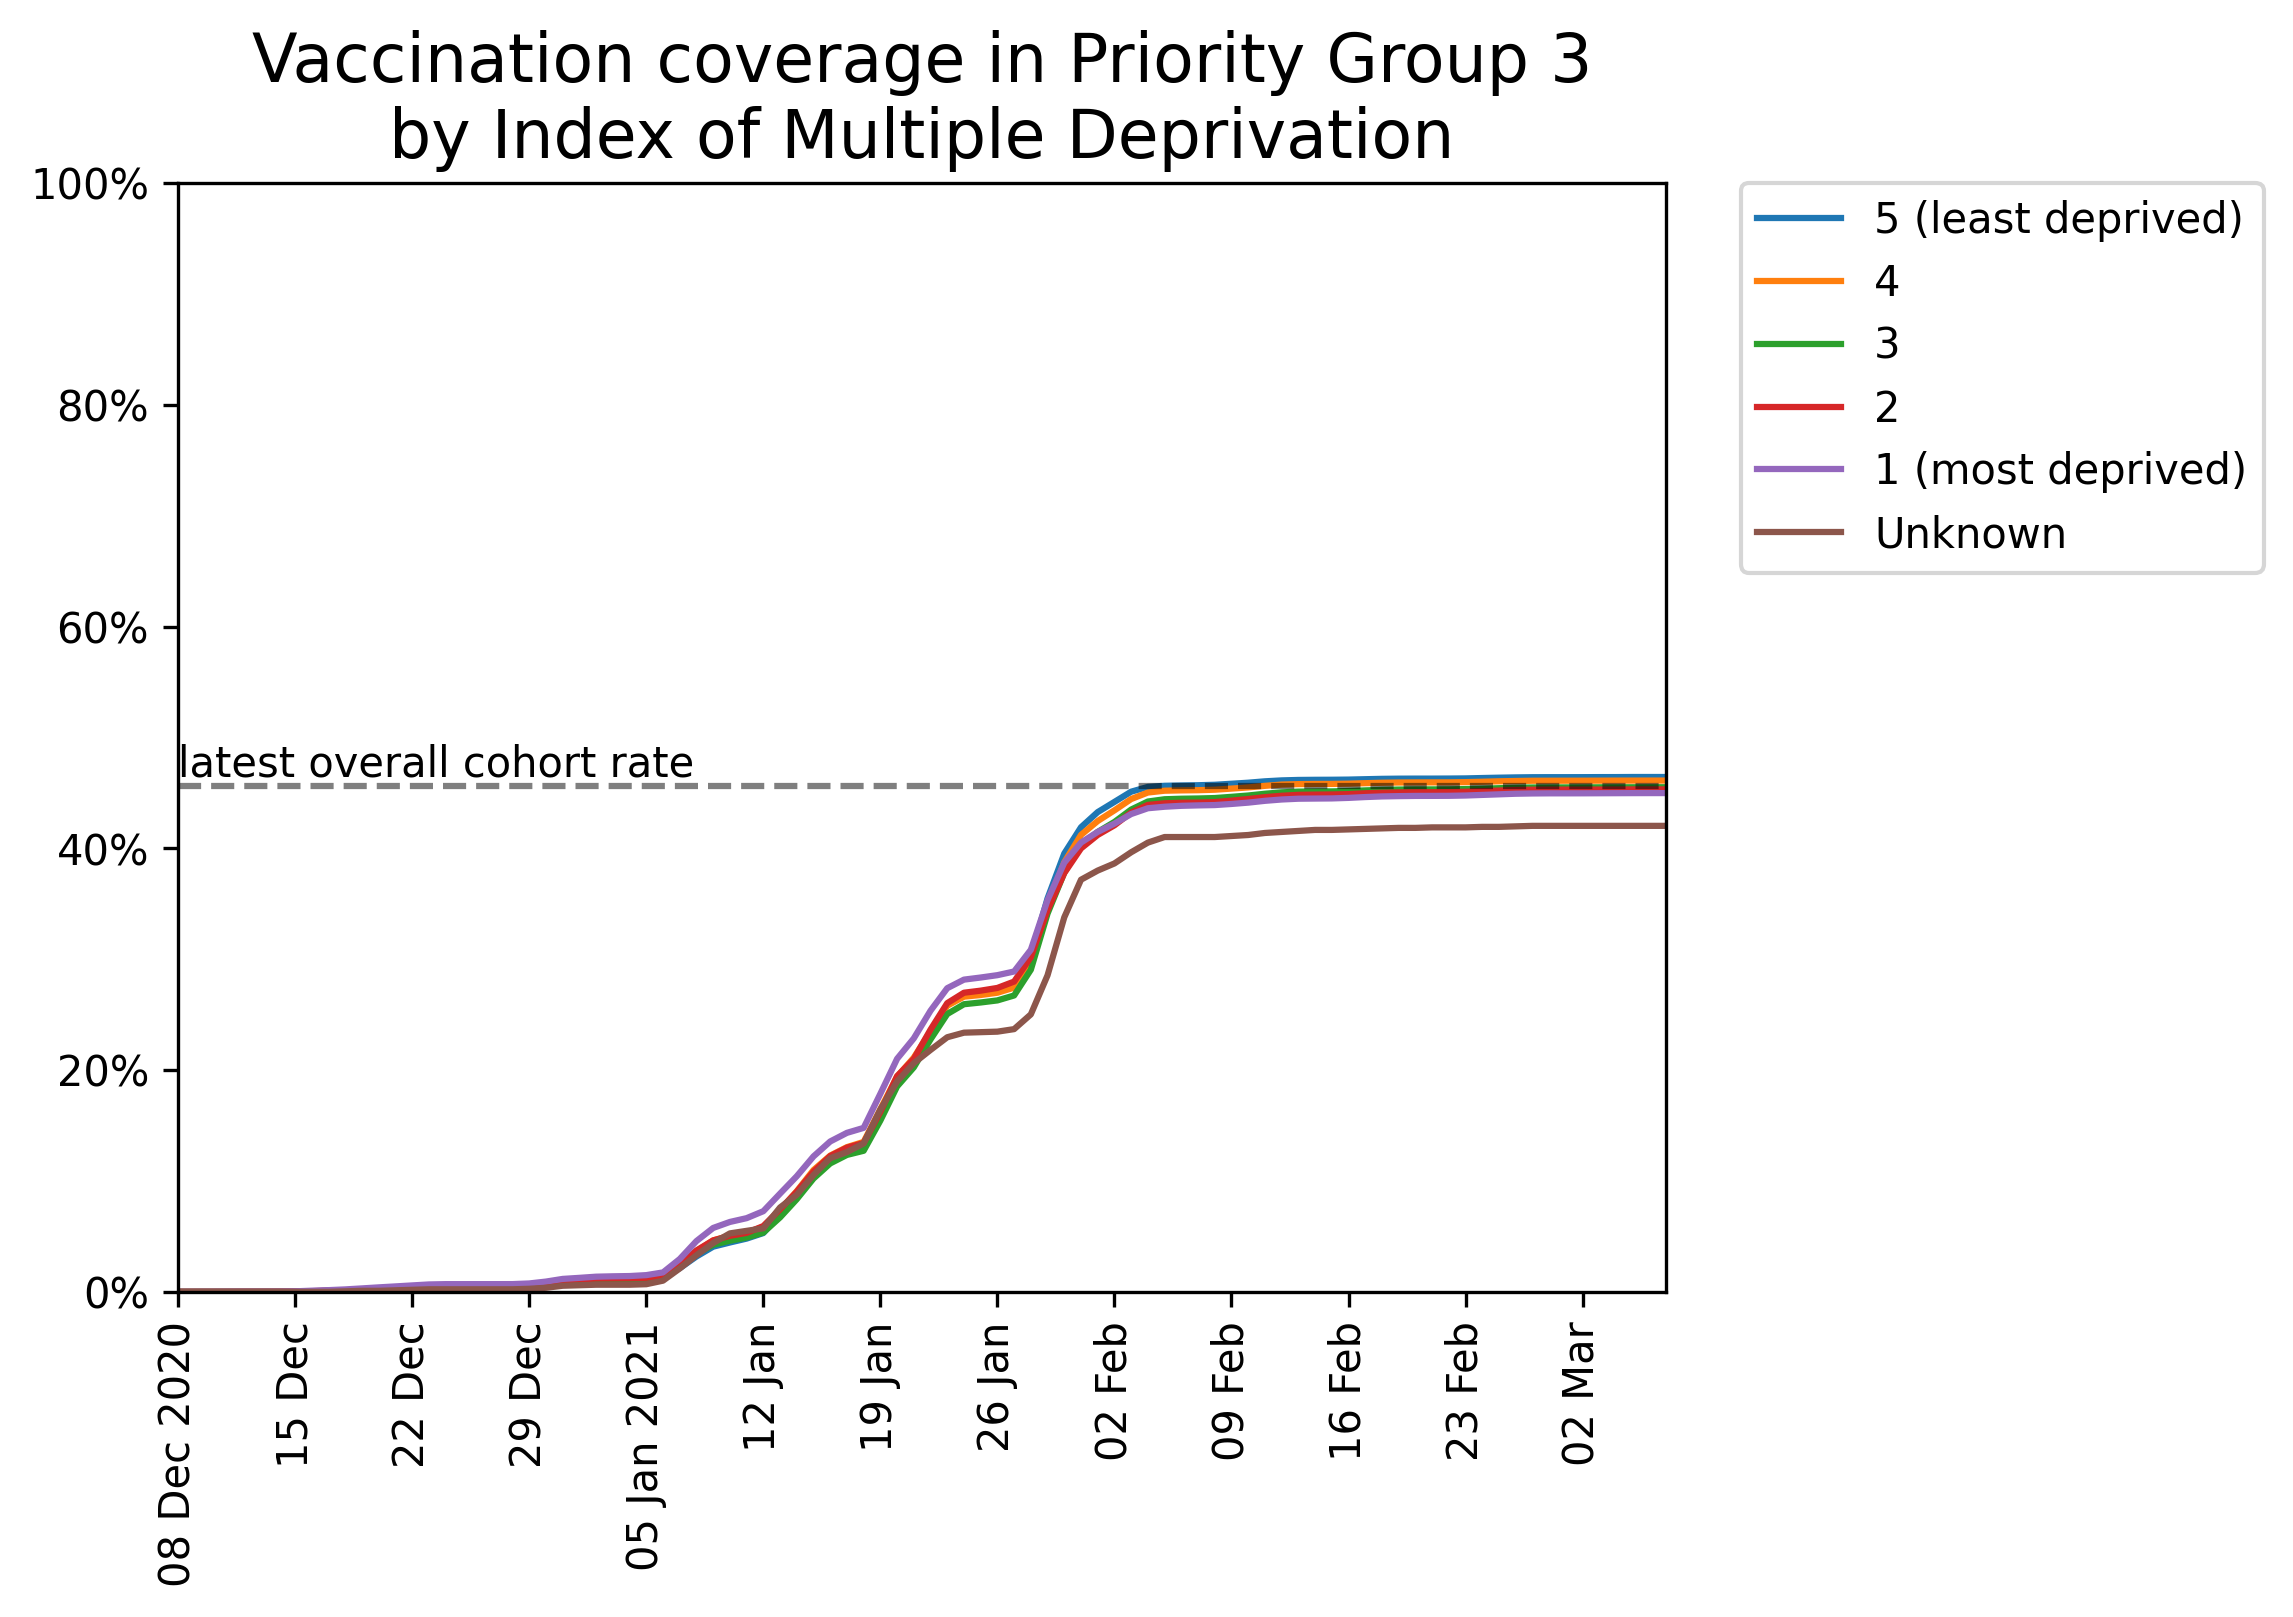 Vaccination coverage in Priority Group 3
by Index of Multiple Deprivation
100%
80%
60%
40%
20%
0%
latest overall cohort rate
08 Dec 2020
15 Dec
22 Dec
29 Dec
05 Jan 2021
12 Jan
19 Jan
26 Jan
02 Feb
09 Feb
16 Feb
23 Feb
02 Mar
5 (least deprived)
4
3
2
1 (most deprived)
Unknown